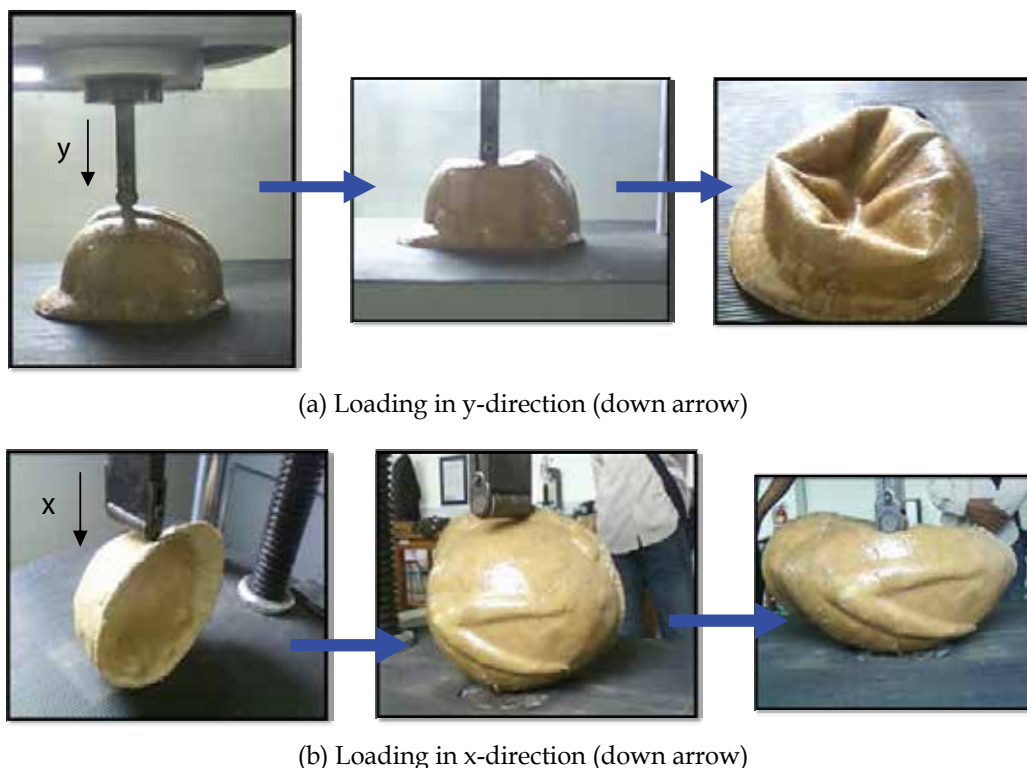 y
(a) Loading in y-direction (down arrow)
x
(b) Loading in x-direction (down arrow)